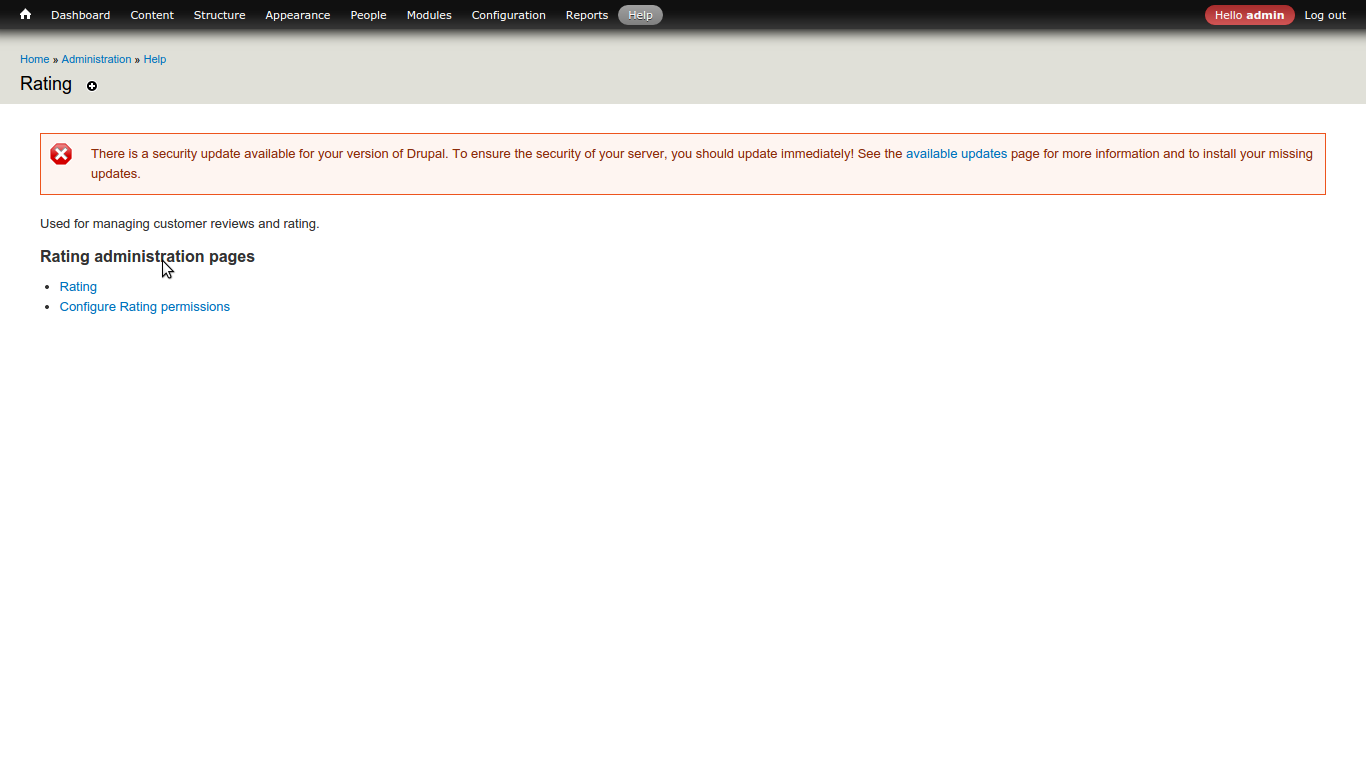 Dashboard Content Structure Appearance People Modules Configuration Reports Help Hello admin Log out
Home » Administration » Help
Rating
There is a security update available for your version of Drupal. To ensure the security of your server, you should update immediately! See the available updates page for more information and to install your missing
updates.
Used for managing customer reviews and rating.
Rating administration pages
• Rating
• Configure Rating permissions